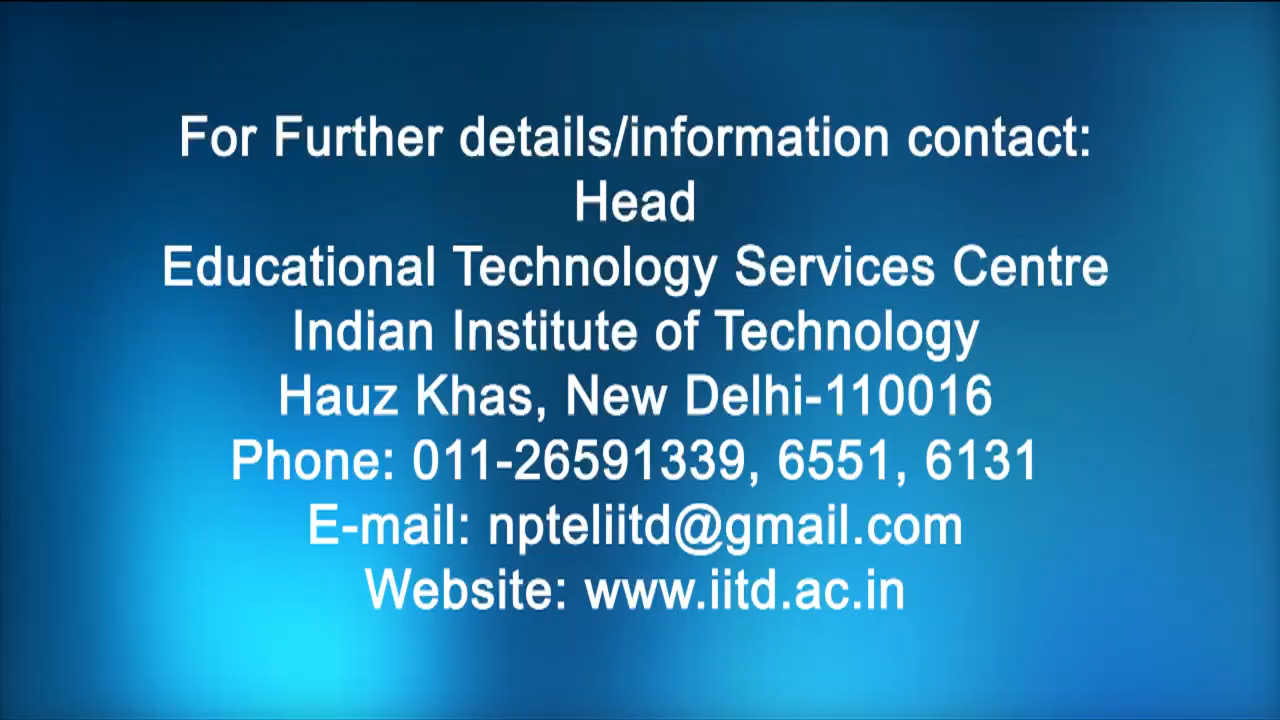 For Further details/information contact:
Head
Educational Technology Services Centre
Indian Institute of Technology
Hauz Khas, New Delhi-110016
Phone: 011-26591339, 6551, 6131
E-mail: npteliitd@gmail.com
Website: www.iitd.ac.in